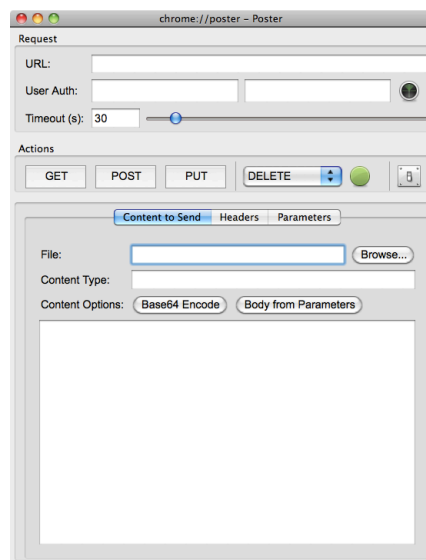 chrome://poster – Poster
Request
URL:
User Auth:
Timeout (s): 30
Actions
GET POST PUT DELETE
Content to Send Headers Parameters
File: Browse...
Content Type:
Content Options: Base64 Encode Body from Parameters